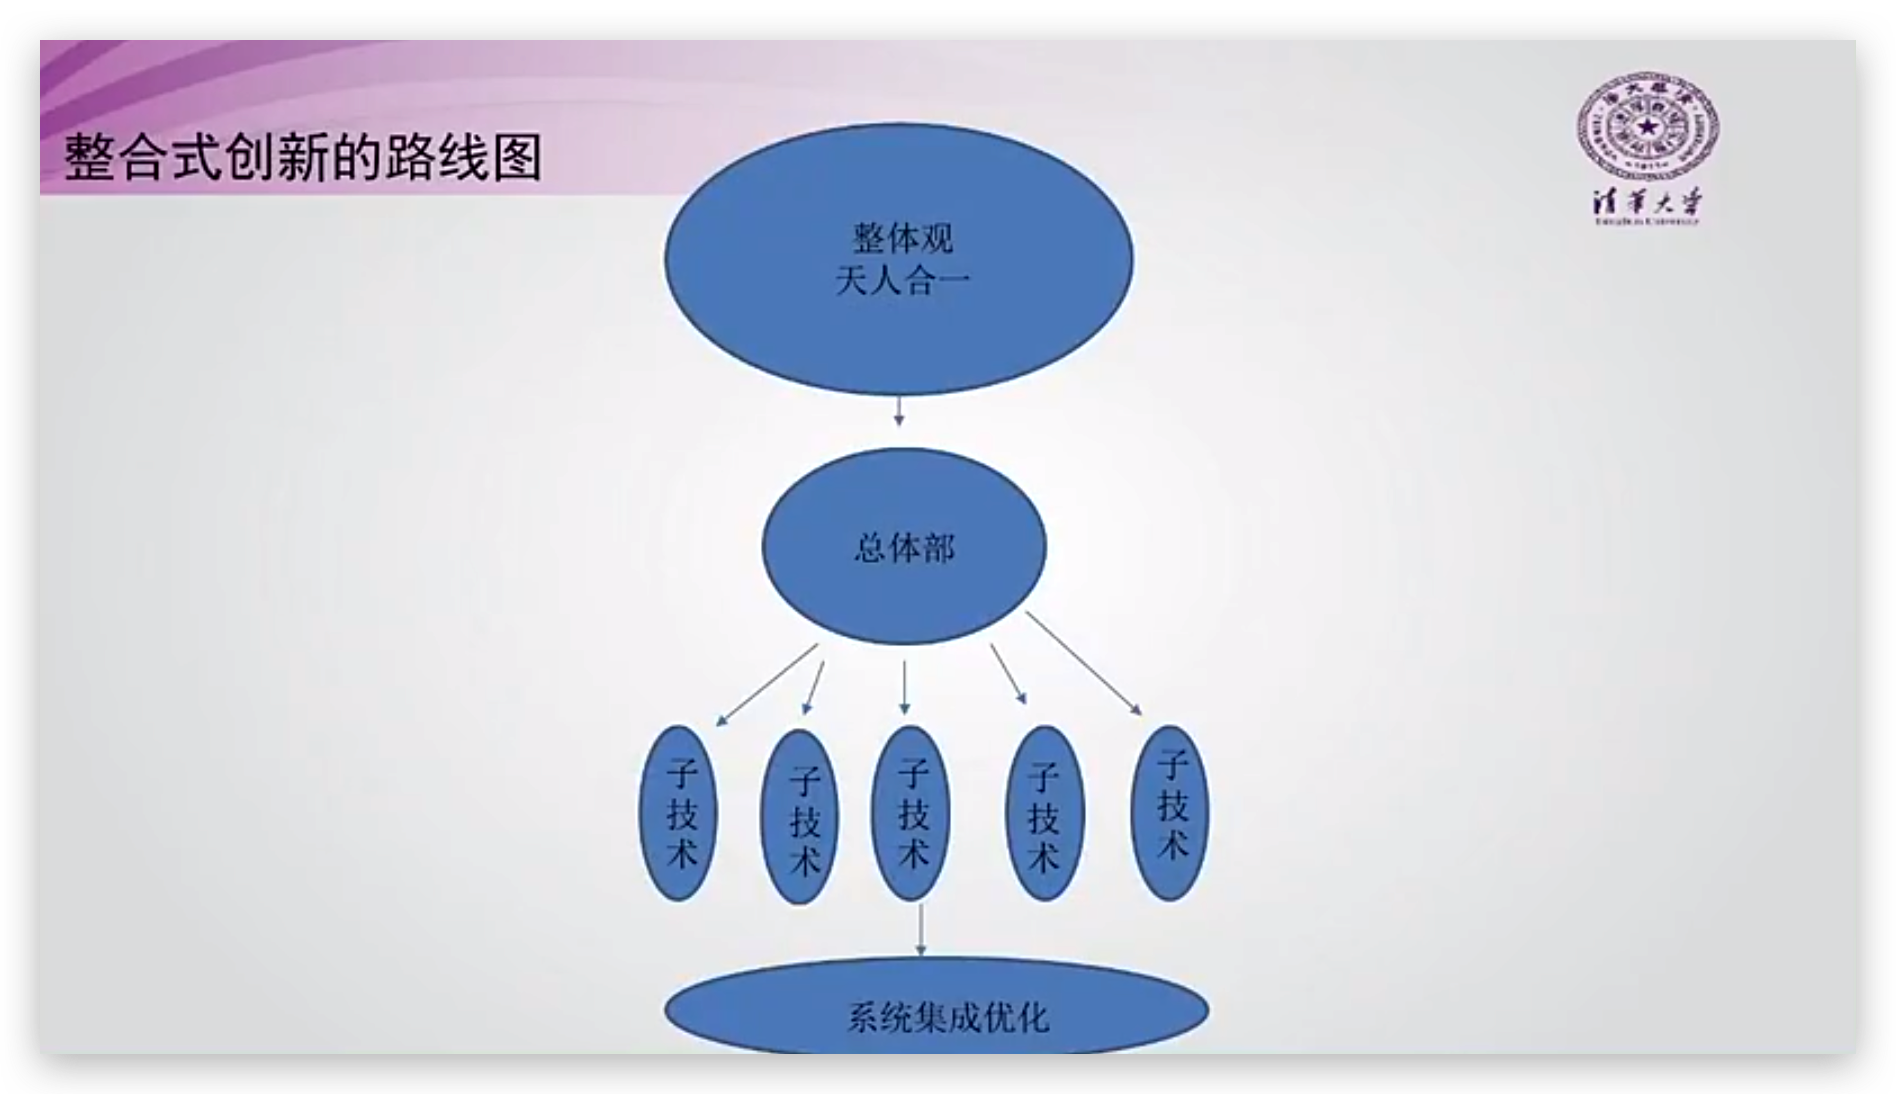 整合式创新的路线图
清华大学
Tsinghua University
整体观
天人合一
总体部
子技术
子技术
子技术
子技术
子技术
系统集成优化